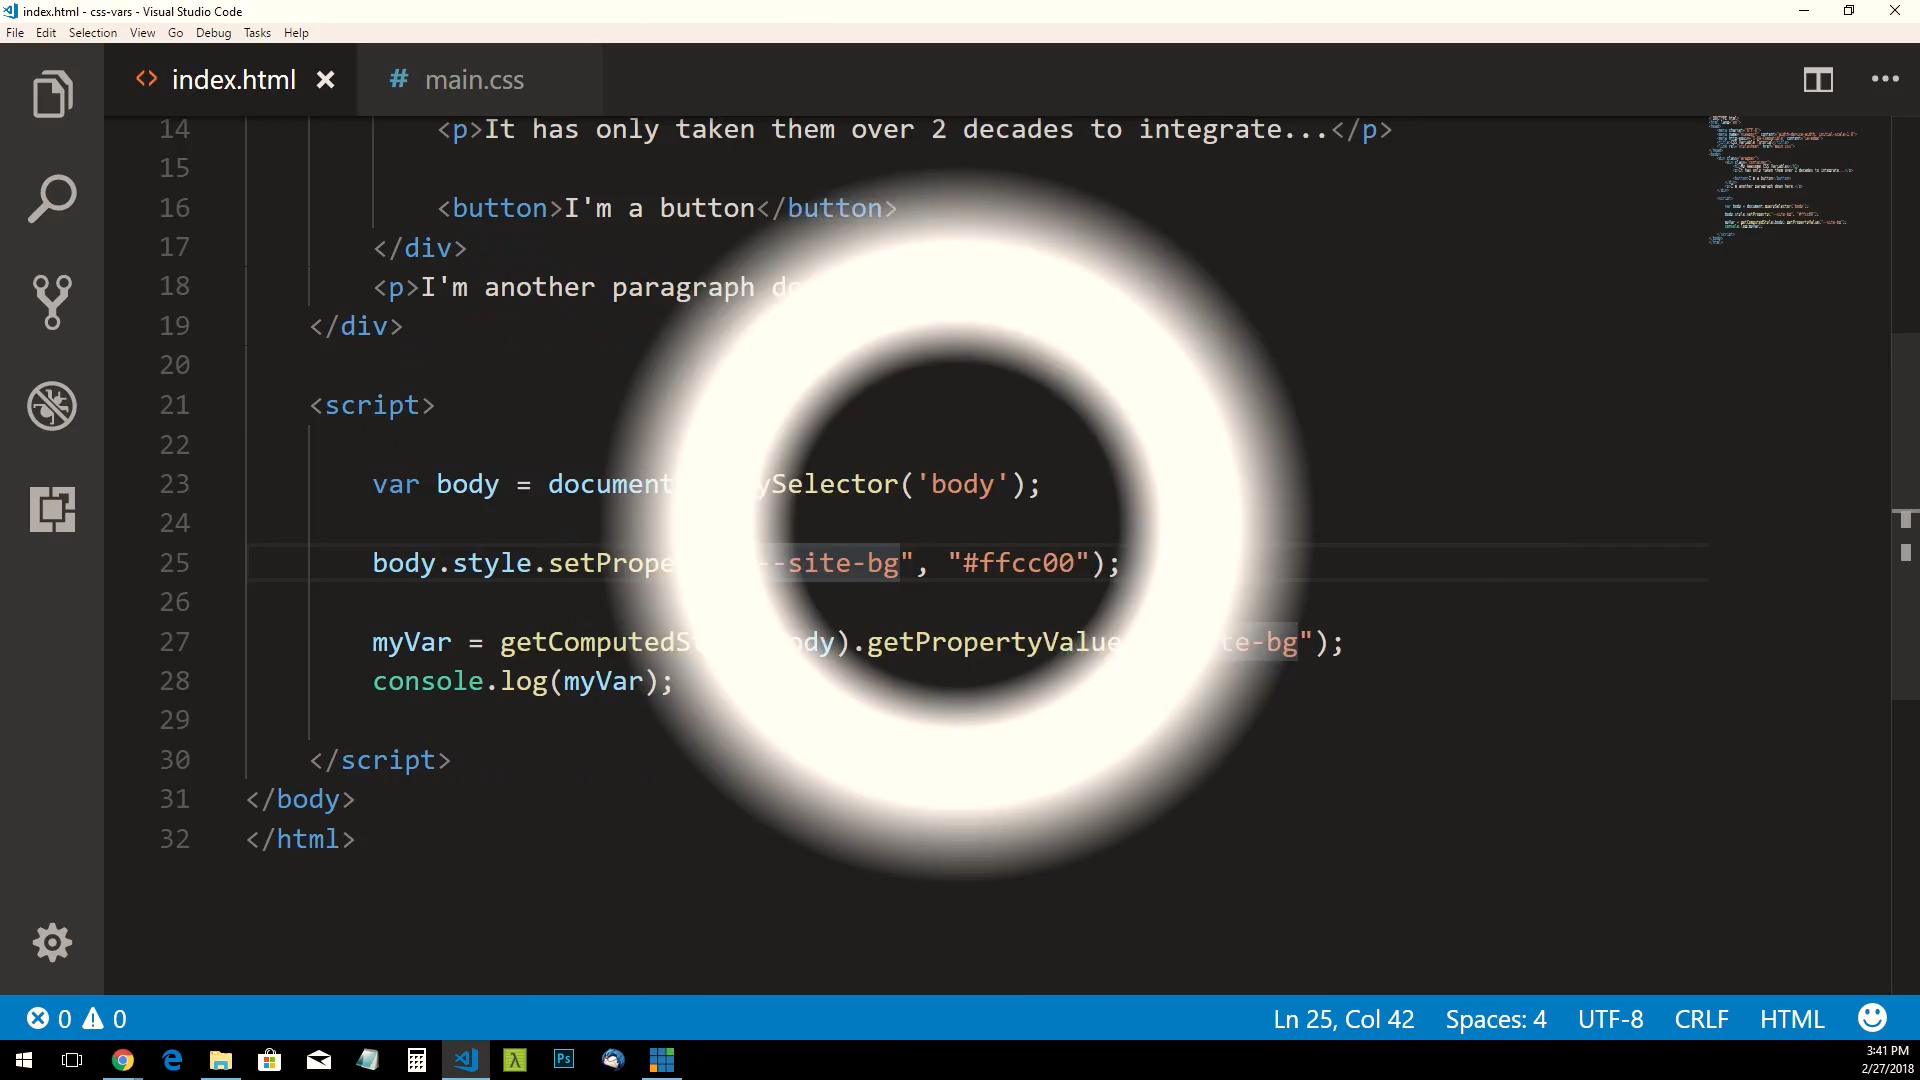 index.html - css-vars - Visual Studio Code
File Edit Selection View Go Debug Tasks Help
<> index.html × # main.css
14 <p>It has only taken them over 2 decades to integrate...</p>
15
16 <button>I'm a button</button>
17 </div>
18 <p>I'm another paragraph
19 </div>
20
21 <script>
22
23 var body = document ySelector('body');
24
25 body.style.setPrope --site-bg", "#ffcc00");
26
27 myVar = getComputedS ody).getPropertyValue te-bg");
28 console.log(myVar);
29
30 </script>
31 </body>
32 </html>
0 0 Ln 25, Col 42 Spaces: 4 UTF-8 CRLF HTML
Ps
3:41 PM
2/27/2018